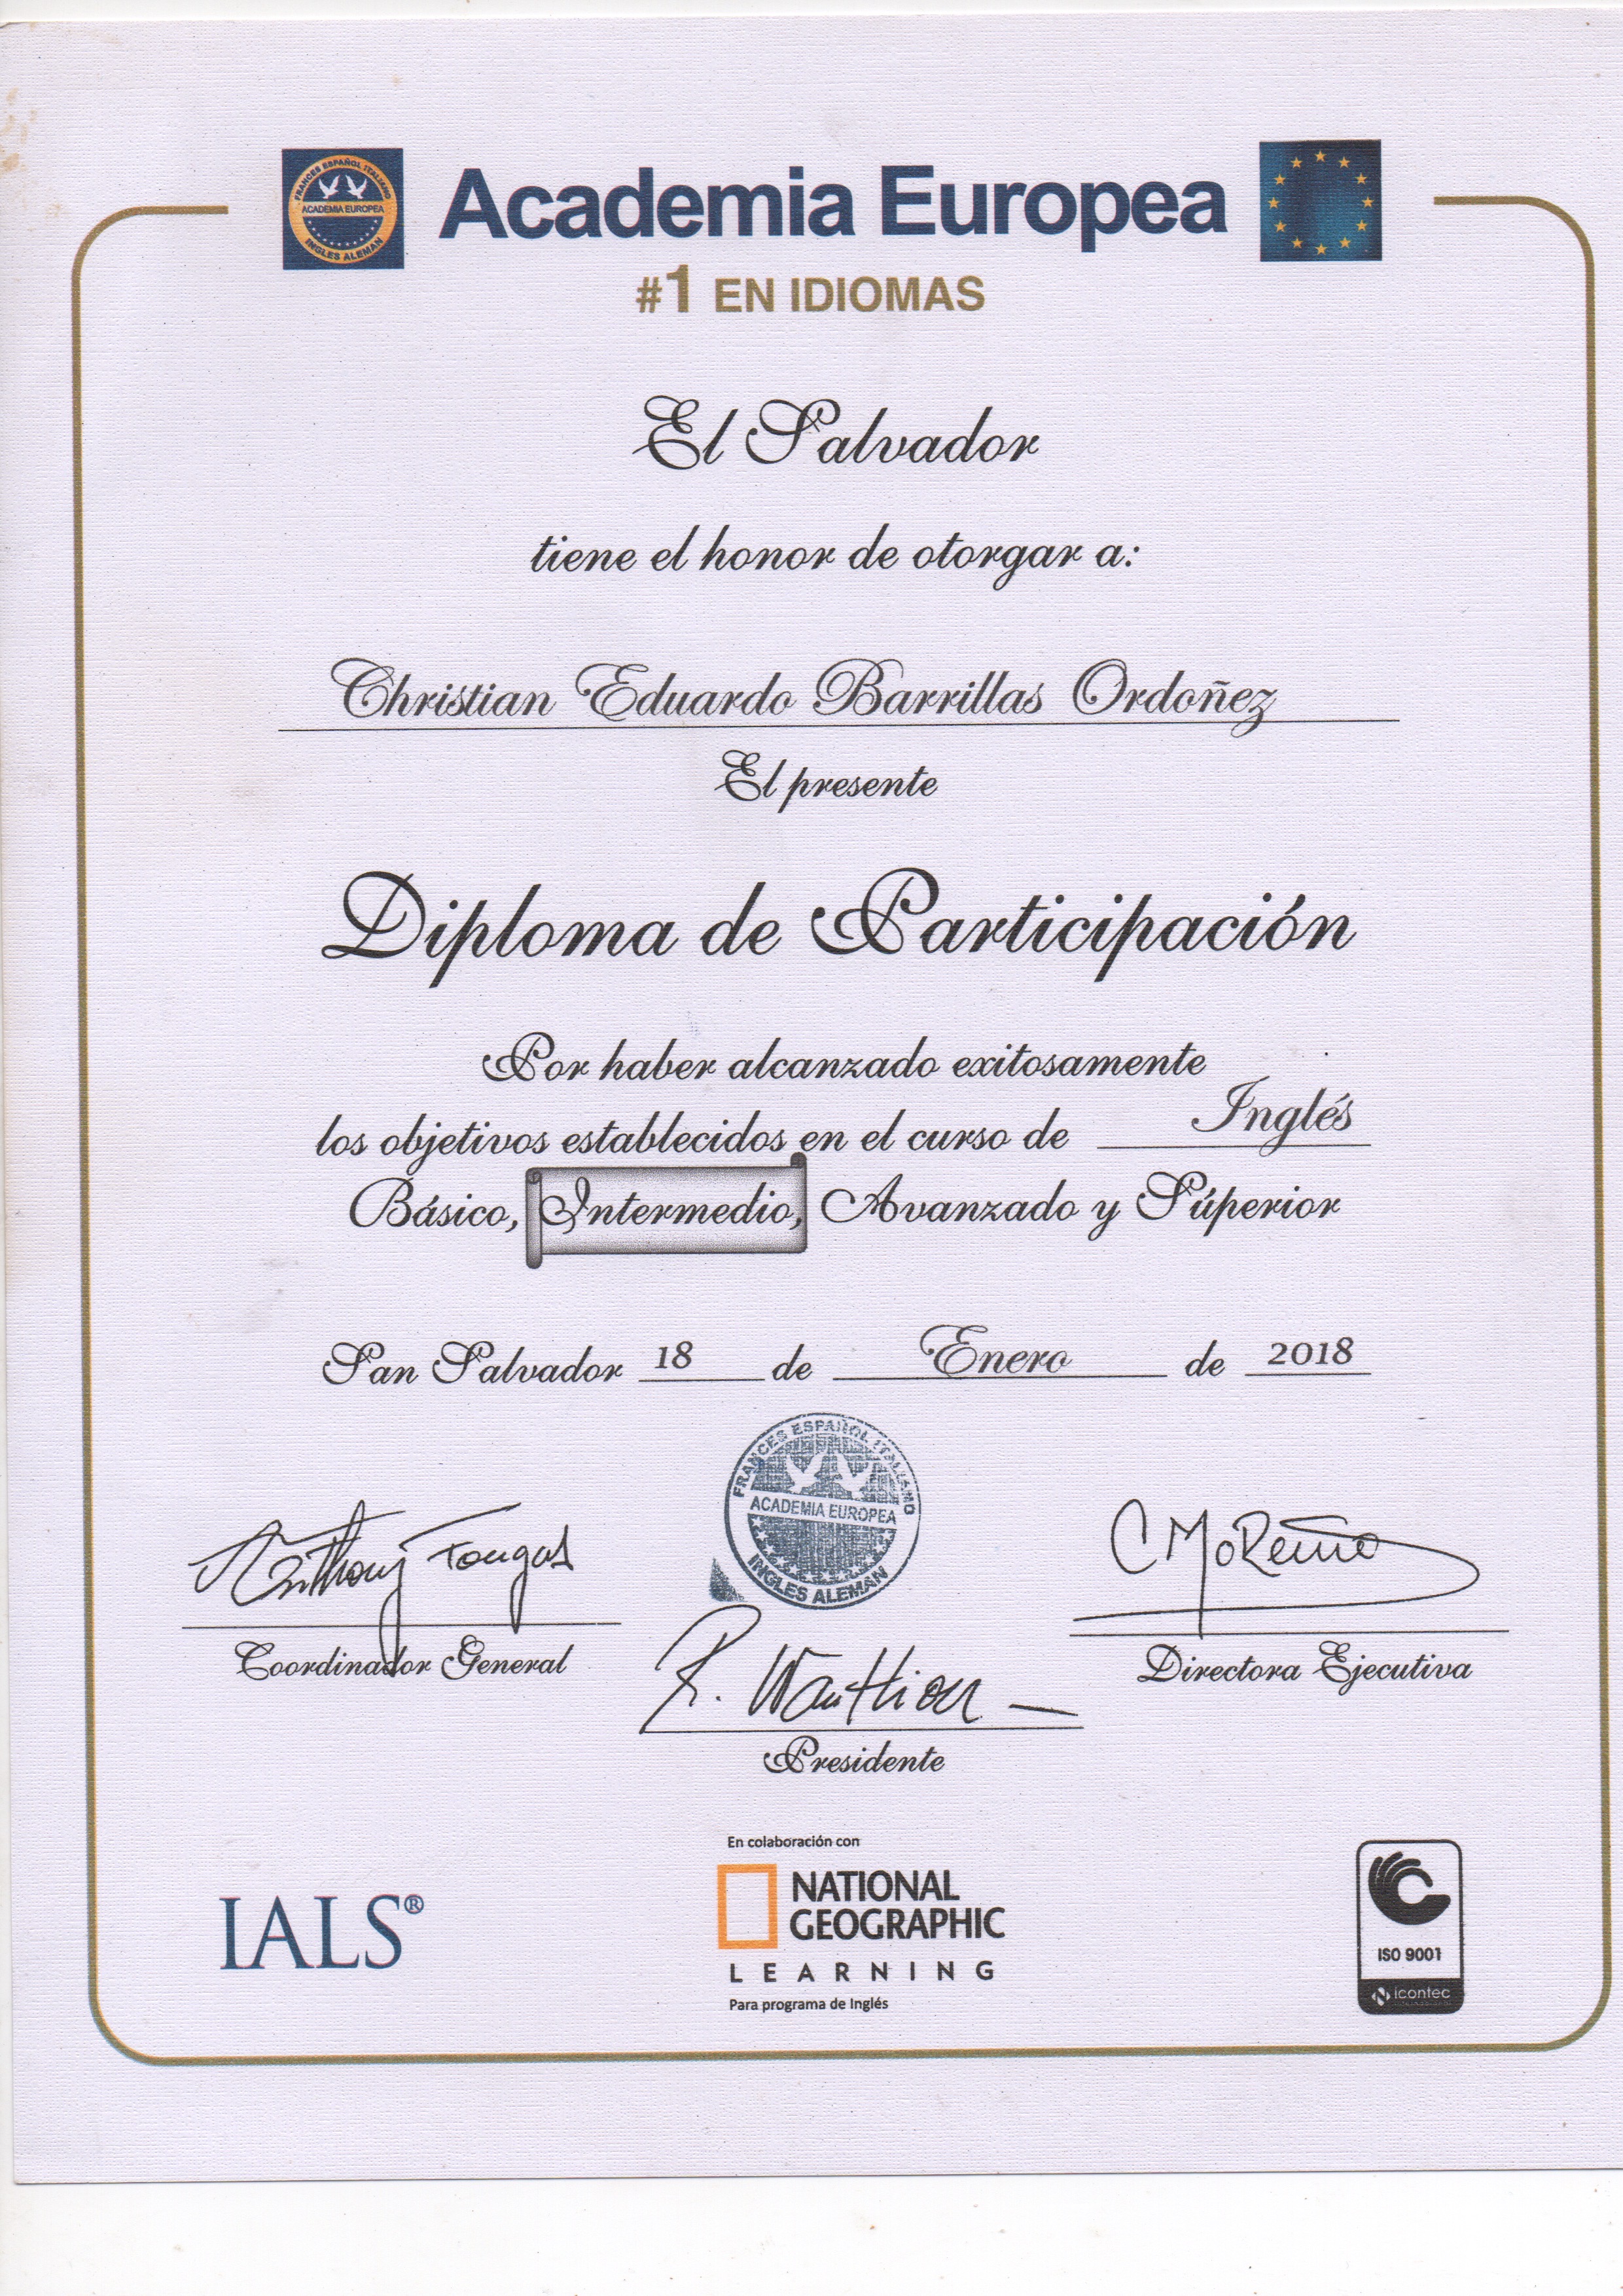 FRANCES ESPAÑOL ITALIANO
ACADEMIA EUROPEA
INGLES ALEMAN
Academia Europea
#1 EN IDIOMAS
El Salvador
tiene el honor de otorgar a:
Christian Eduardo Barrillas Ordoñez
El presente
Diploma de Participación
Por haber alcanzado exitosamente
los objetivos establecidos en el curso de Inglés
Básico, Intermedio, Avanzado y Súperior
San Salvador 18 de Enero de 2018
FRANCES ESPAÑOL ITALIANO
ACADEMIA EUROPEA
INGLES ALEMAN
Anthony
C Moreno
Coordinador General
Directora Ejecutiva
R.
Presidente
En colaboración con
NATIONAL
GEOGRAPHIC
LEARNING
Para programa de Inglés
IALS®
ISO 9001
icontec